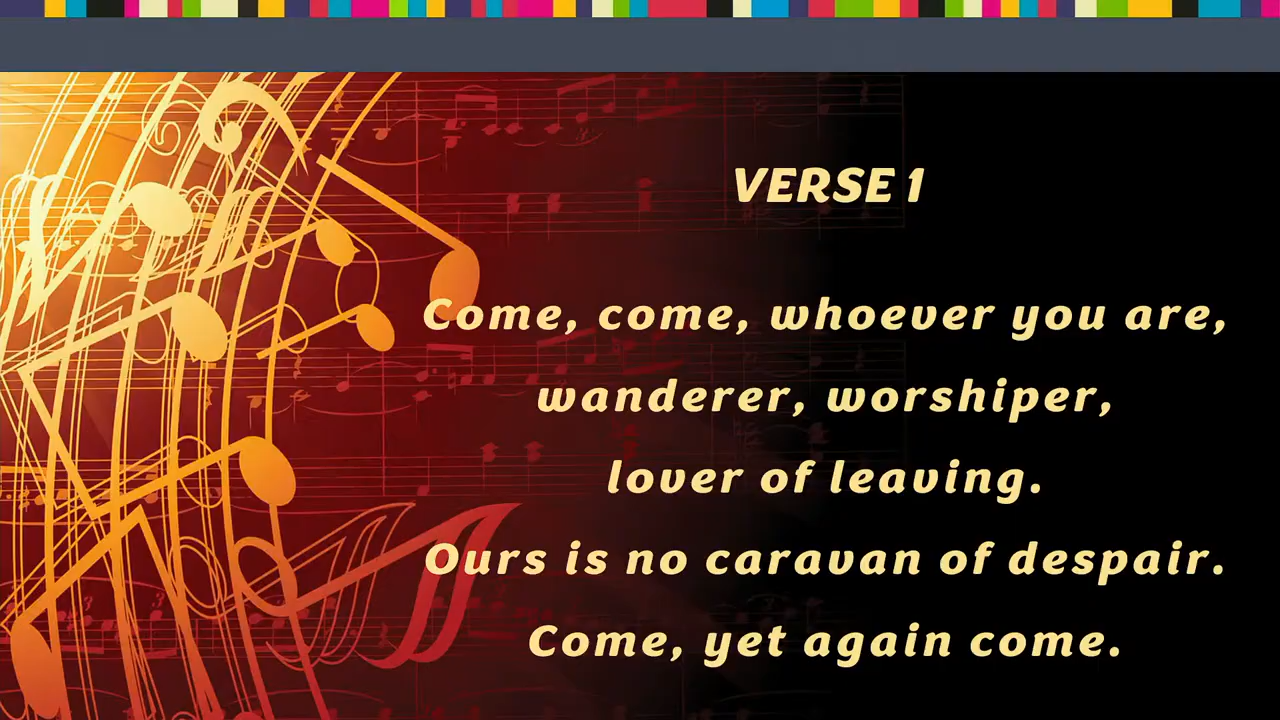 VERSE 1
Come, come, whoever you are,
wanderer, worshiper,
lover of leaving.
Ours is no caravan of despair.
Come, yet again come.